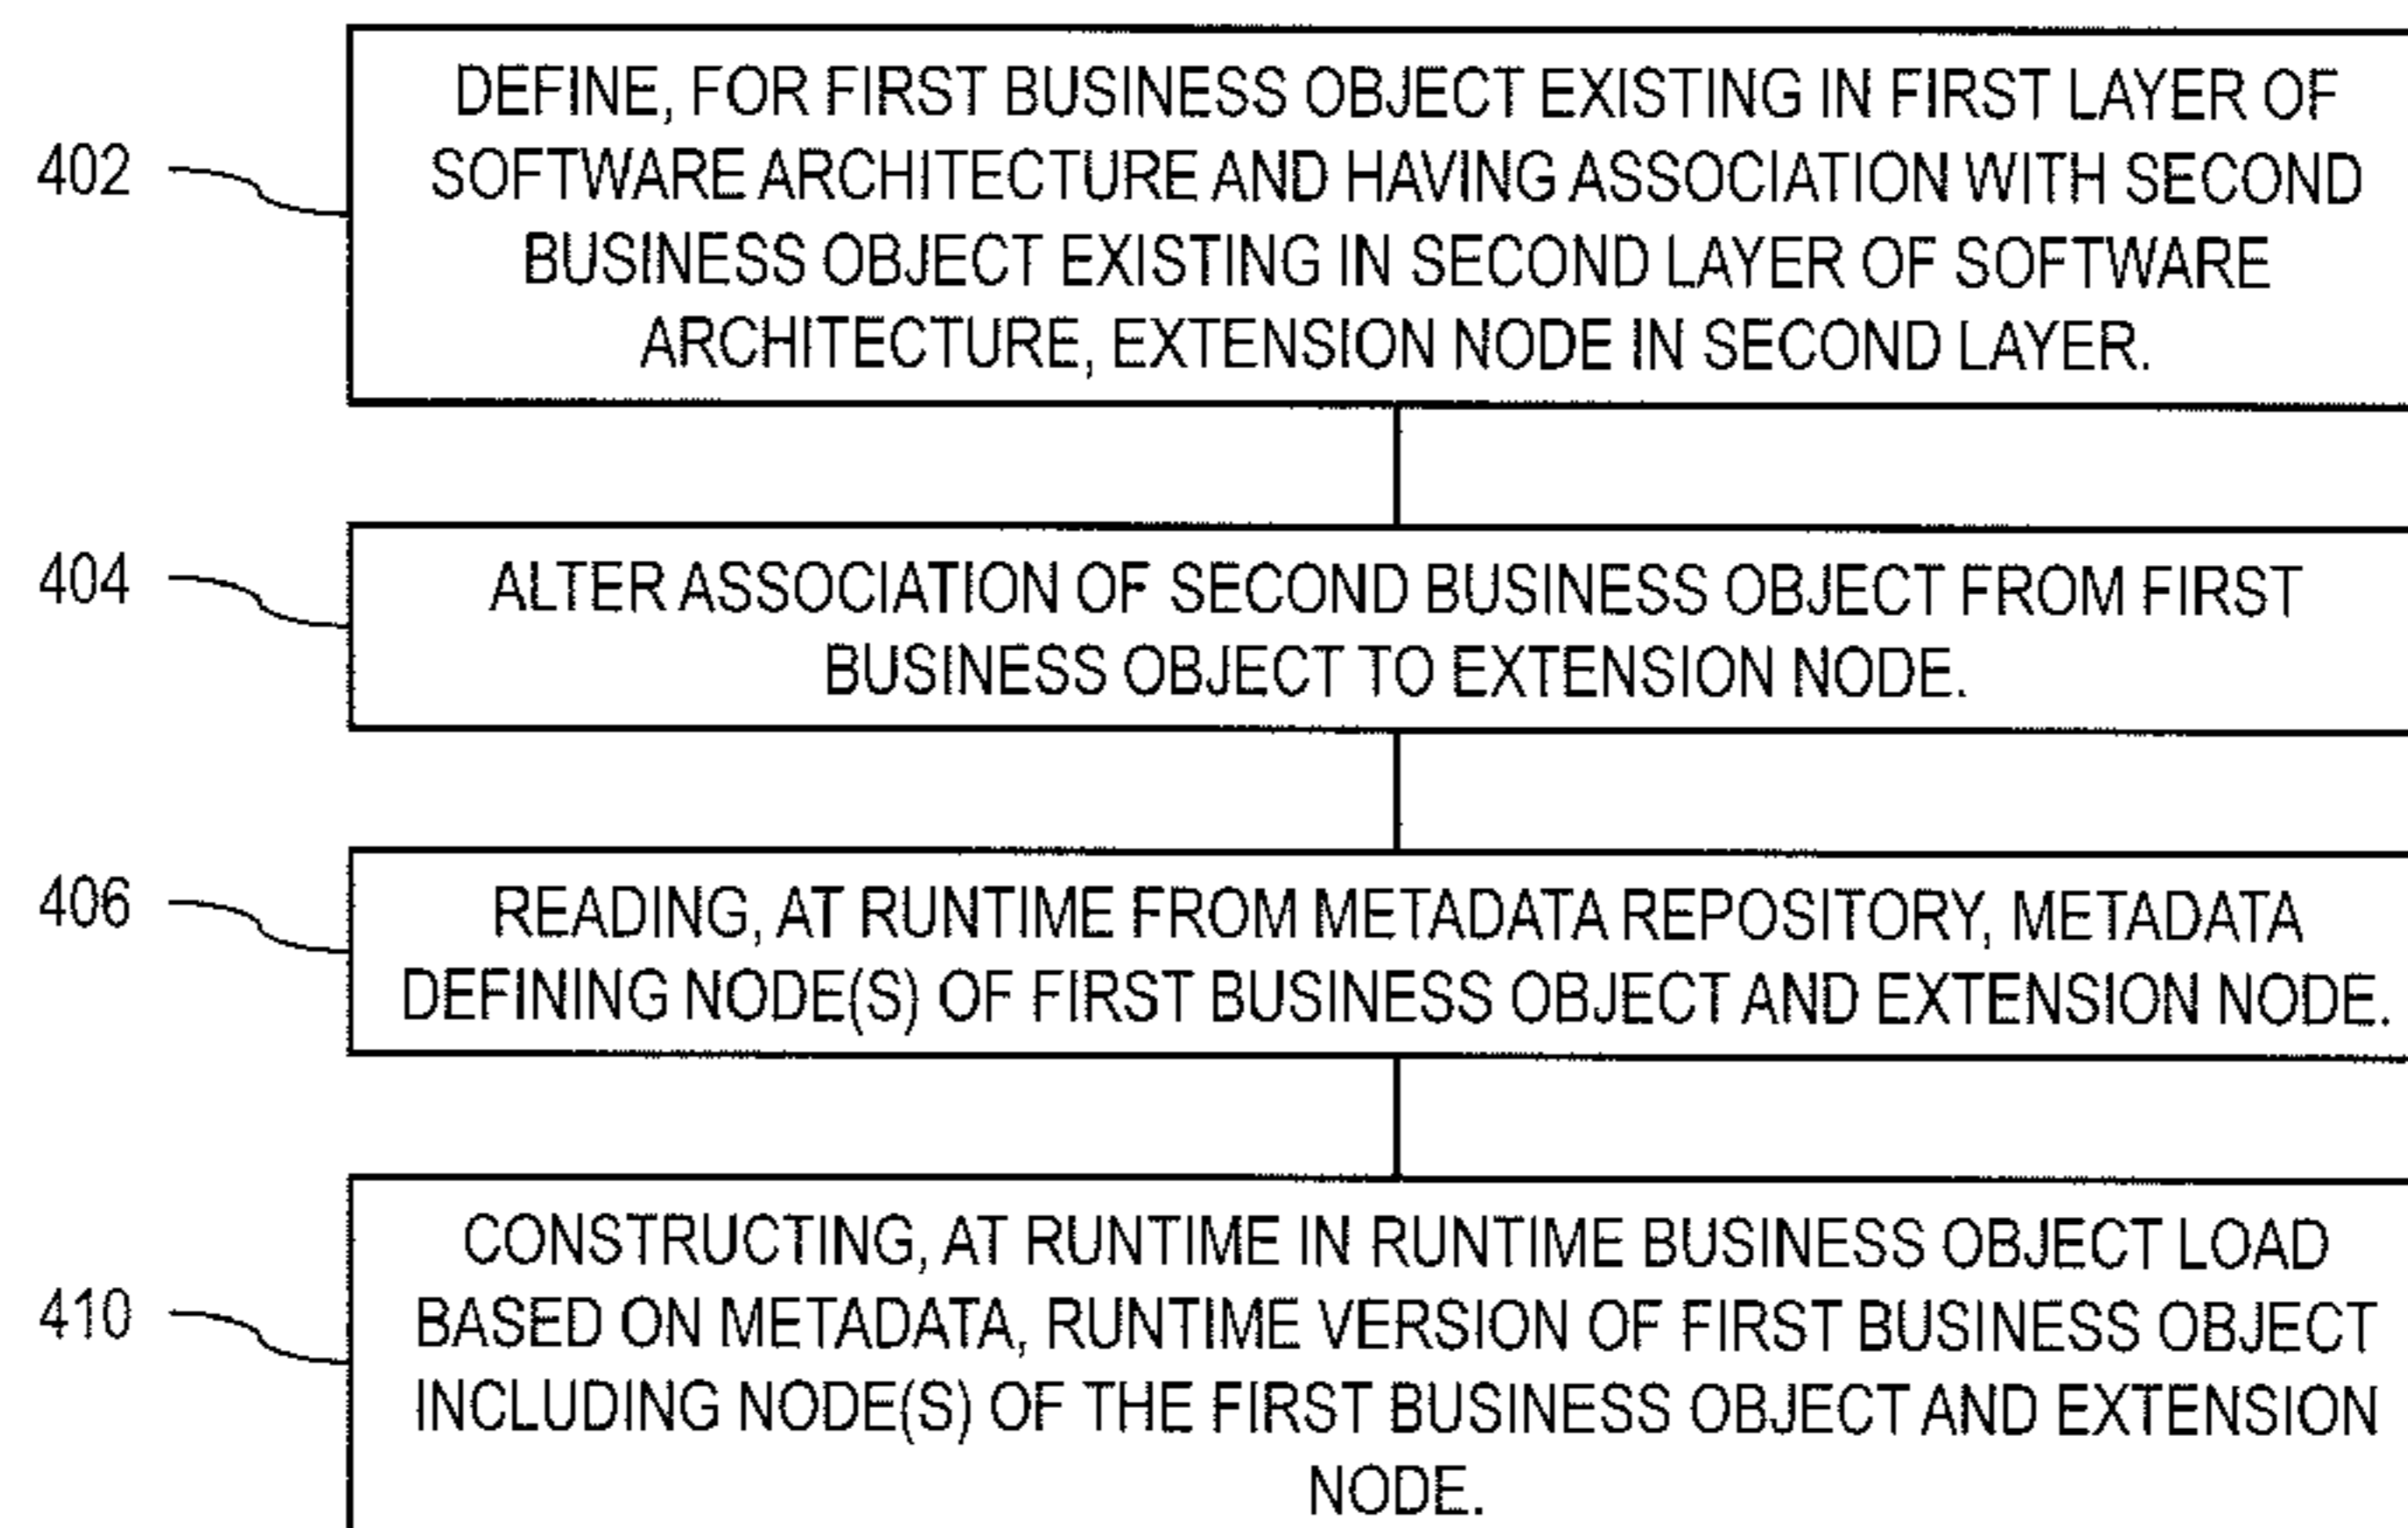 DEFINE, FOR FIRST BUSINESS OBJECT EXISTING IN FIRST LAYER OF
402
SOFTWARE ARCHITECTURE AND HAVING ASSOCIATION WITH SECOND
BUSINESS OBJECT EXISTING IN SECOND LAYER OF SOFTWARE
ARCHITECTURE, EXTENSION NODE IN SECOND LAYER.
404
ALTER ASSOCIATION OF SECOND BUSINESS OBJECT FROM FIRST
BUSINESS OBJECT TO EXTENSION NODE.
406
READING, AT RUNTIME FROM METADATA REPOSITORY, METADATA
DEFINING NODE(S) OF FIRST BUSINESS OBJECT AND EXTENSION NODE.
CONSTRUCTING, AT RUNTIME IN RUNTIME BUSINESS OBJECT LOAD
410
BASED ON METADATA, RUNTIME VERSION OF FIRST BUSINESS OBJECT
INCLUDING NODE(S) OF THE FIRST BUSINESS OBJECT AND EXTENSION
NODE.